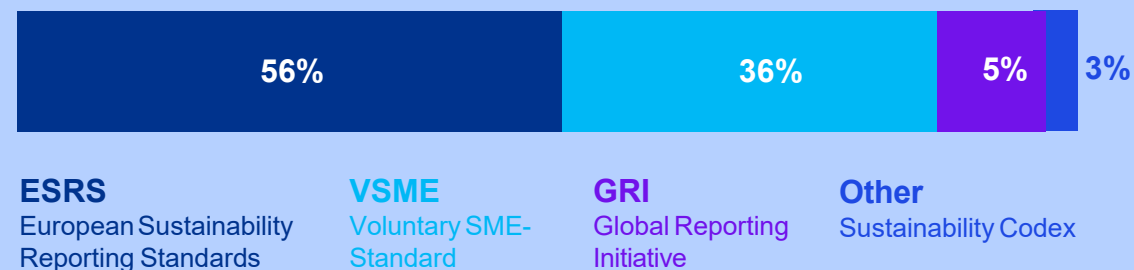 56%
36%
5%
3%
ESRS
European Sustainability
Reporting Standards
VSME
Voluntary SME-
Standard
GRI
Global Reporting
Initiative
Other
Sustainability Codex